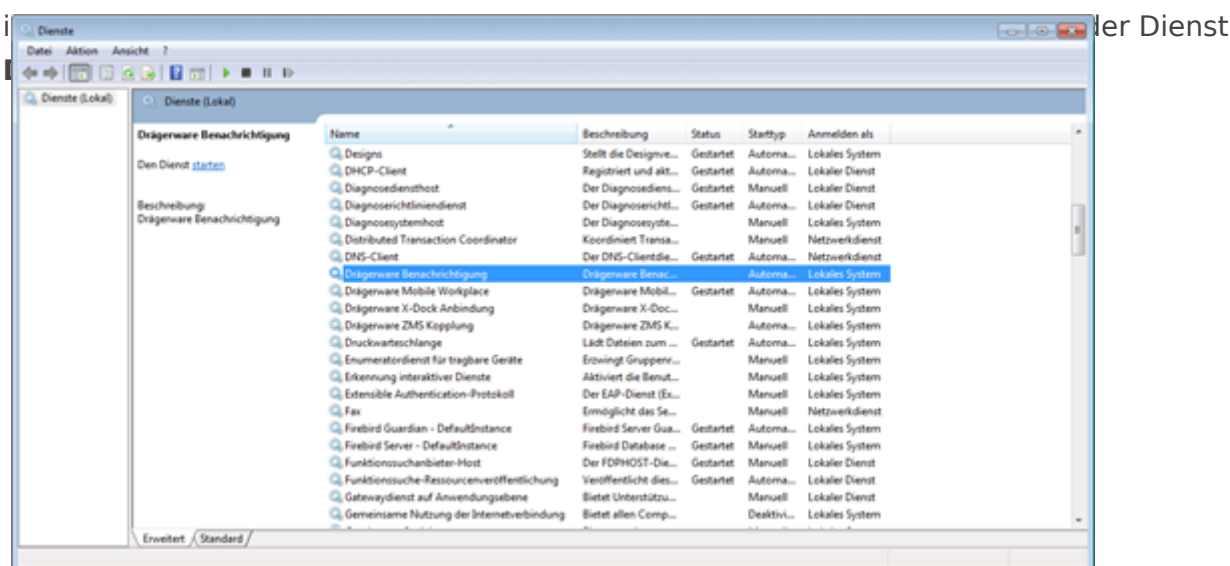 i der Dienst
Dienste
Datei Aktion Ansicht ?
Dienste (Lokal)
Dienste (Lokal)
Drägerware Benachrichtigung
Den Dienst starten
Beschreibung:
Drägerware Benachrichtigung
Name Beschreibung Status Starttyp Anmelden als
Designs Stellt die Designve... Gestartet Automa... Lokales System
DHCP-Client Registriert und akt... Gestartet Automa... Lokaler Dienst
Diagnosediensthost Der Diagnosediens... Gestartet Manuell Lokaler Dienst
Diagnoserichtliniendienst Der Diagnoserichtl... Gestartet Automa... Lokaler Dienst
Diagnosesystemhost Der Diagnosesyste... Manuell Lokales System
Distributed Transaction Coordinator Koordiniert Transa... Manuell Netzwerkdienst
DNS-Client Der DNS-Clientdie... Gestartet Automa... Netzwerkdienst
Drägerware Benachrichtigung Drägerware Benac... Automa... Lokales System
Drägerware Mobile Workplace Drägerware Mobil... Gestartet Automa... Lokales System
Drägerware X-Dock Anbindung Drägerware X-Doc... Manuell Lokales System
Drägerware ZMS Kopplung Drägerware ZMS K... Automa... Lokales System
Druckwarteschlange Lädt Dateien zum ... Gestartet Automa... Lokales System
Enumeratordienst für tragbare Geräte Erzwingt Gruppenr... Manuell Lokales System
Erkennung interaktiver Dienste Aktiviert die Benut... Manuell Lokales System
Extensible Authentication-Protokoll Der EAP-Dienst (Ex... Manuell Lokales System
Fax Ermöglicht das Se... Manuell Netzwerkdienst
Firebird Guardian - DefaultInstance Firebird Server Gua... Gestartet Automa... Lokales System
Firebird Server - DefaultInstance Firebird Database ... Gestartet Manuell Lokales System
Funktionssuchanbieter-Host Der FDPHOST-Die... Gestartet Manuell Lokaler Dienst
Funktionssuche-Ressourcenveröffentlichung Veröffentlicht dies... Gestartet Automa... Lokaler Dienst
Gatewaydienst auf Anwendungsebene Bietet Unterstützu... Manuell Lokaler Dienst
Gemeinsame Nutzung der Internetverbindung Bietet allen Comp... Deaktivi... Lokales System
Erweitert Standard